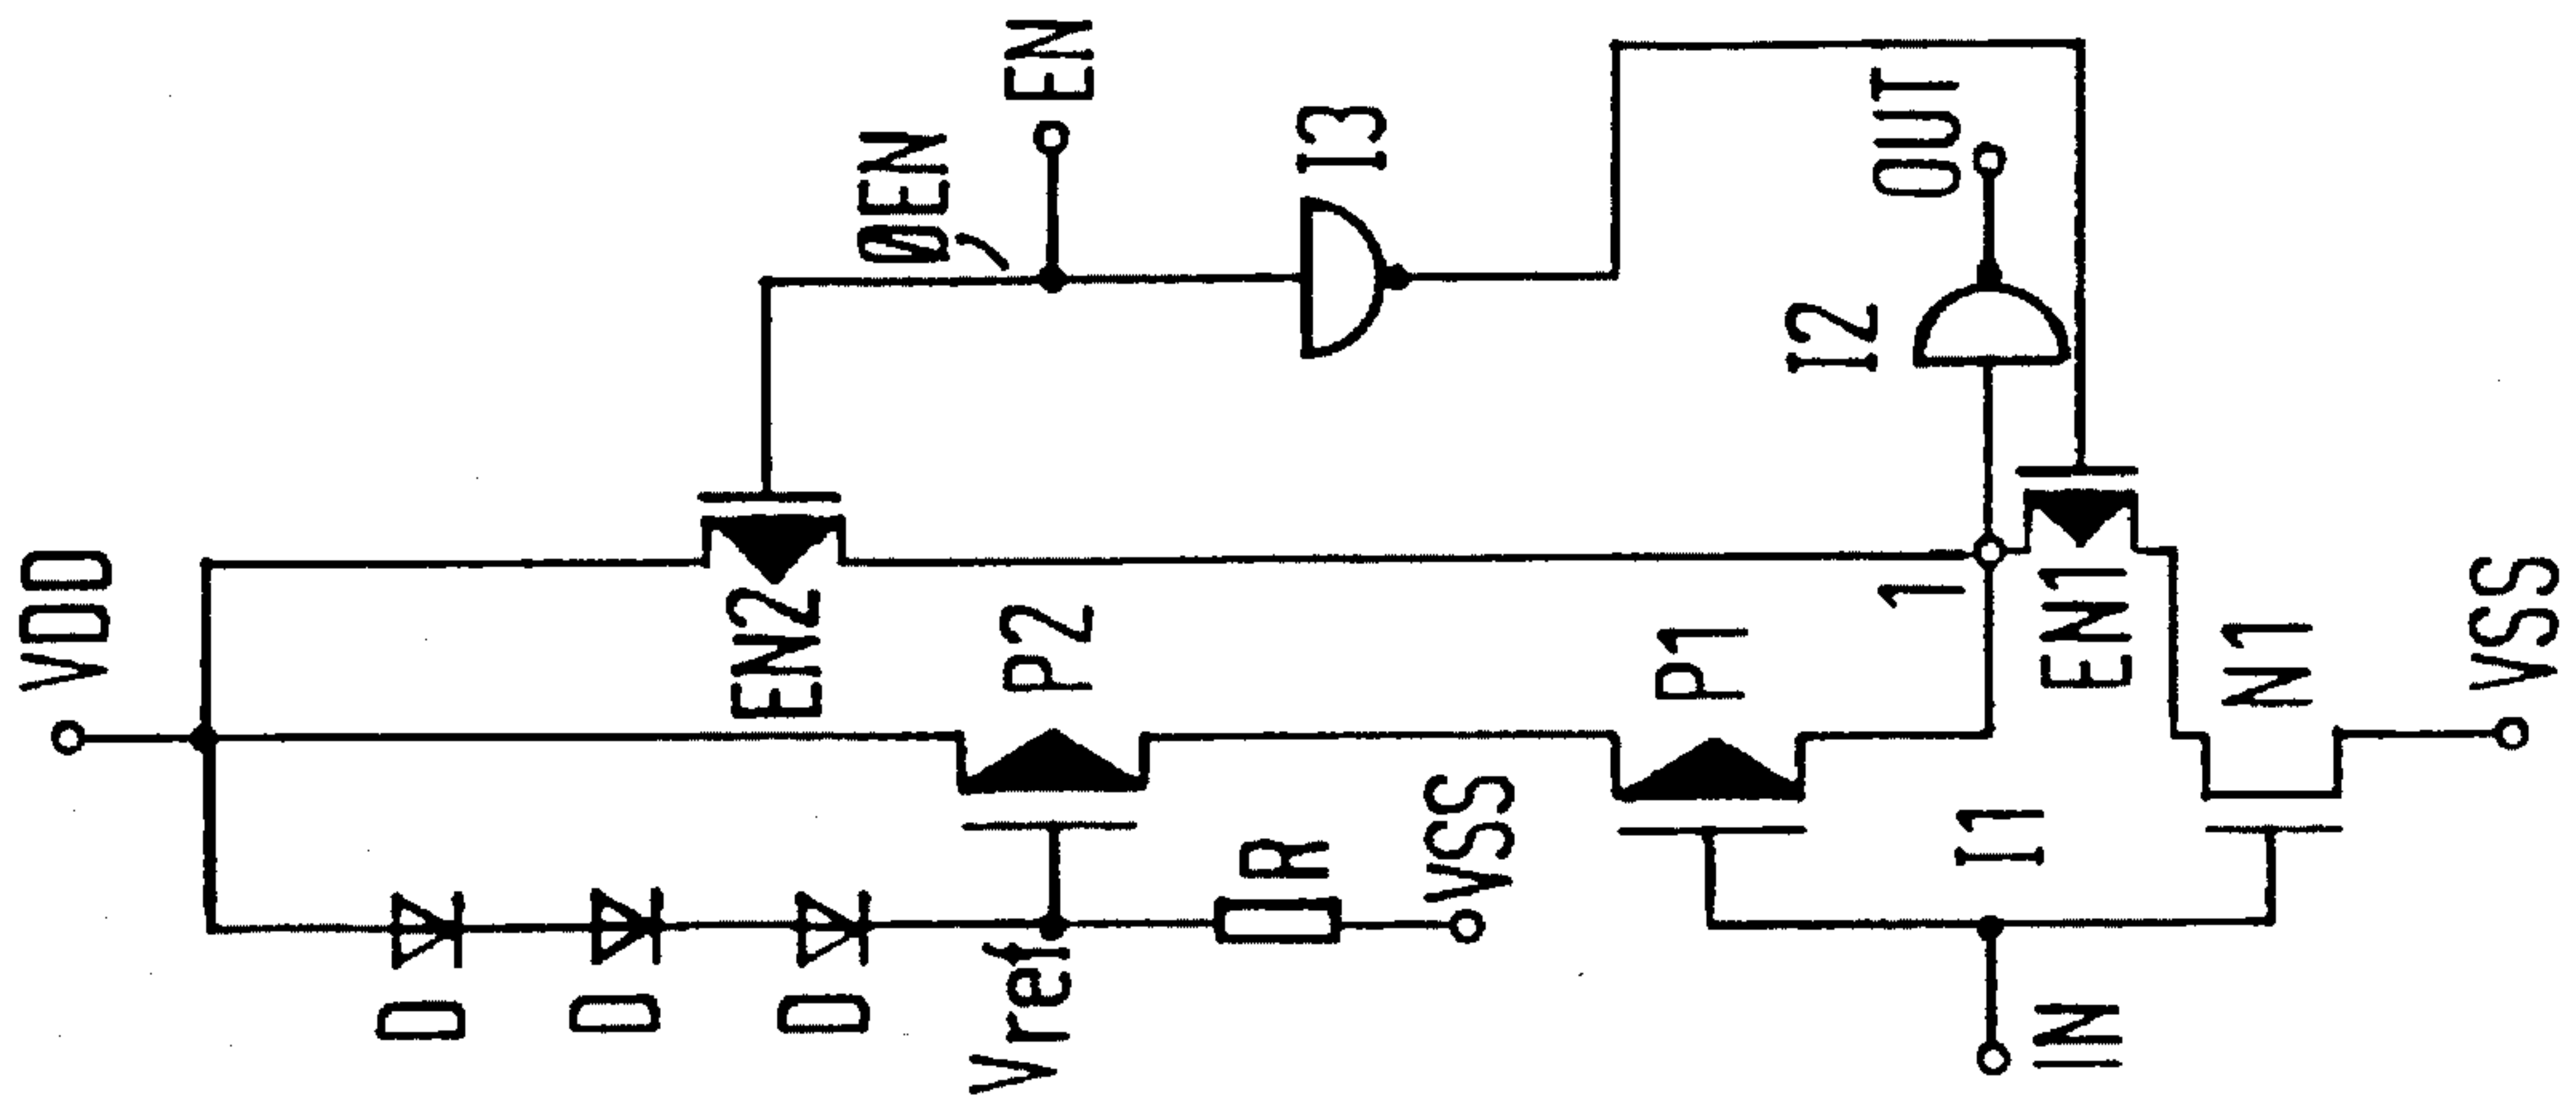 VDD
EN
ØEN
EN2
I3
OUT
I2
P2
P1
1
EN1
N1
VSS
D
D
D
Vref
R
VSS
I1
IN